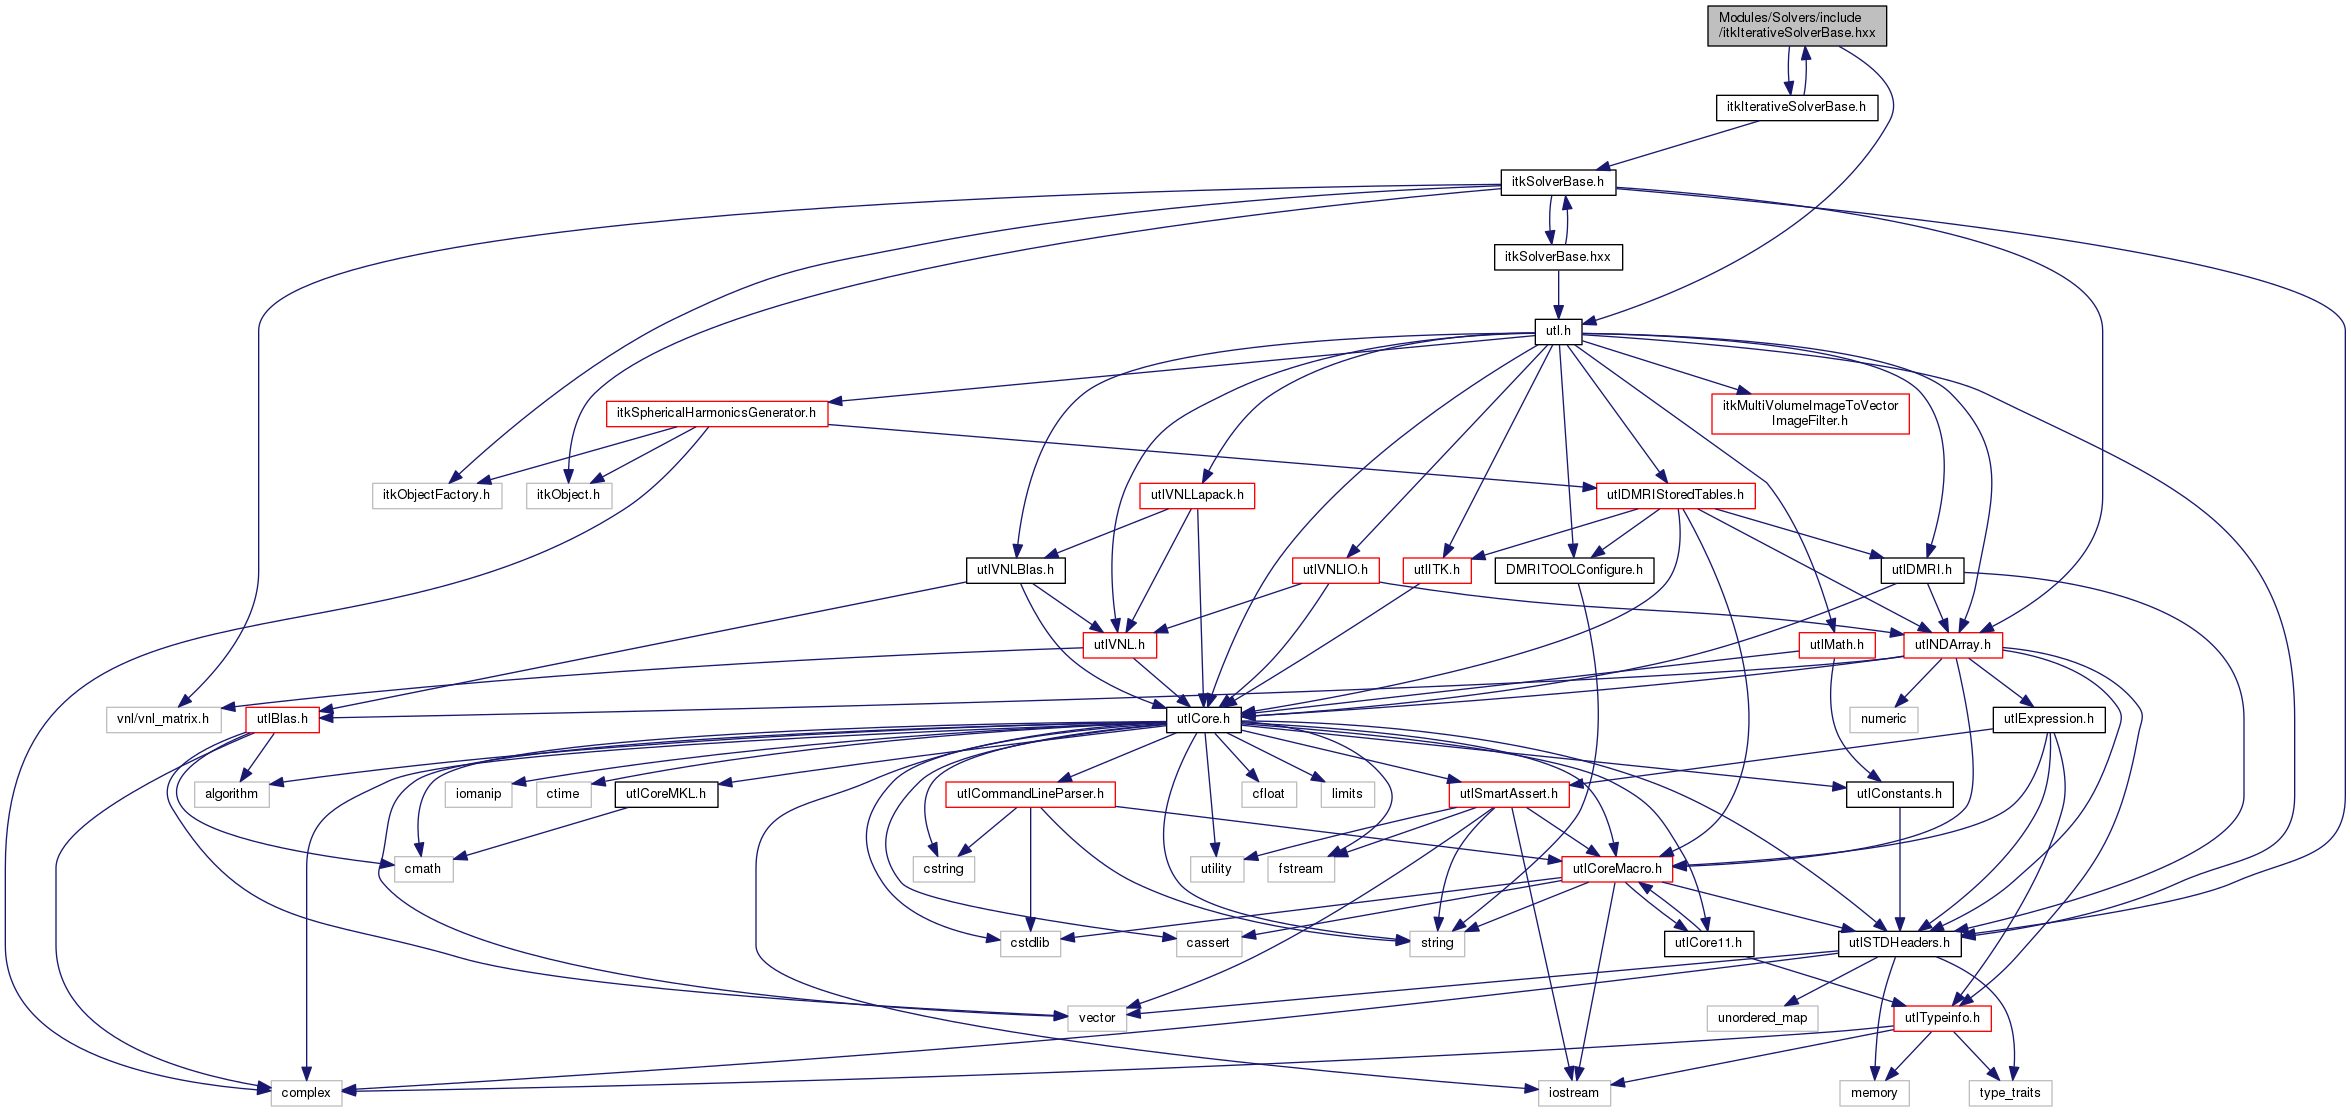 Modules/Solvers/include
/itkIterativeSolverBase.hxx
itkIterativeSolverBase.h
itkSolverBase.h
itkSolverBase.hxx
utl.h
itkSphericalHarmonicsGenerator.h
itkMultiVolumeImageToVector
ImageFilter.h
itkObjectFactory.h
itkObject.h
utlVNLLapack.h
utlDMRIStoredTables.h
utlVNLBlas.h
utlVNLIO.h
utlITK.h
DMRITOOLConfigure.h
utlDMRI.h
utlVNL.h
utlMath.h
utlNDArray.h
vnl/vnl_matrix.h
utlBlas.h
utlCore.h
numeric
utlExpression.h
algorithm
iomanip
ctime
utlCoreMKL.h
utlCommandLineParser.h
cfloat
limits
utlSmartAssert.h
utlConstants.h
cmath
cstring
utility
fstream
utlCoreMacro.h
cstdlib
cassert
string
utlCore11.h
utlSTDHeaders.h
vector
unordered_map
utlTypeinfo.h
complex
iostream
memory
type_traits